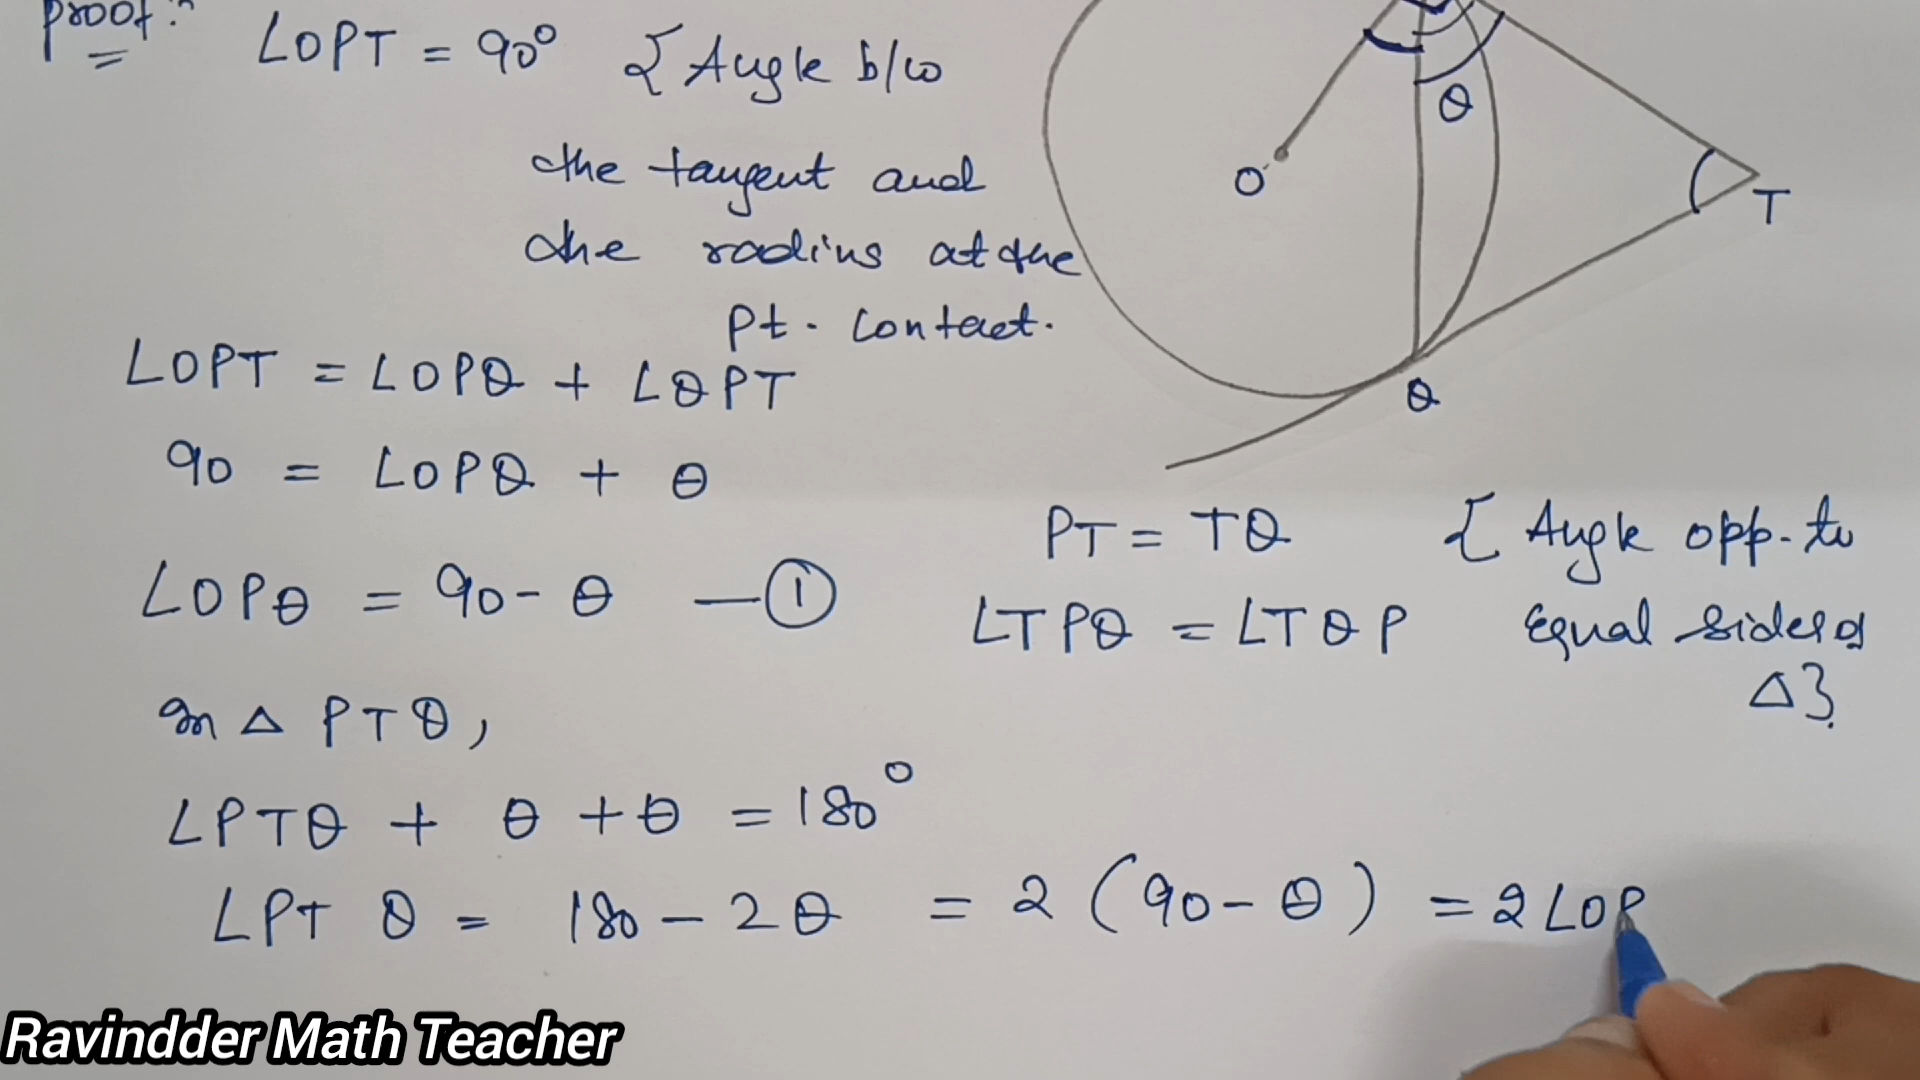 proof:
∠OPT = 90° { Angle b/w
the tangent and
the radius at the
pt. contact.
∠OPT = ∠OPQ + ∠QPT
90 = ∠OPQ + θ
∠OPQ = 90 - θ —①
In △ PTQ,
∠PTQ + θ + θ = 180°
∠PTQ = 180 - 2θ = 2 (90 - θ) = 2∠OP
PT = TQ { Angle opp. to
∠TPQ = ∠TQP equal sides of
△}
θ
O
T
Q
Ravindder Math Teacher